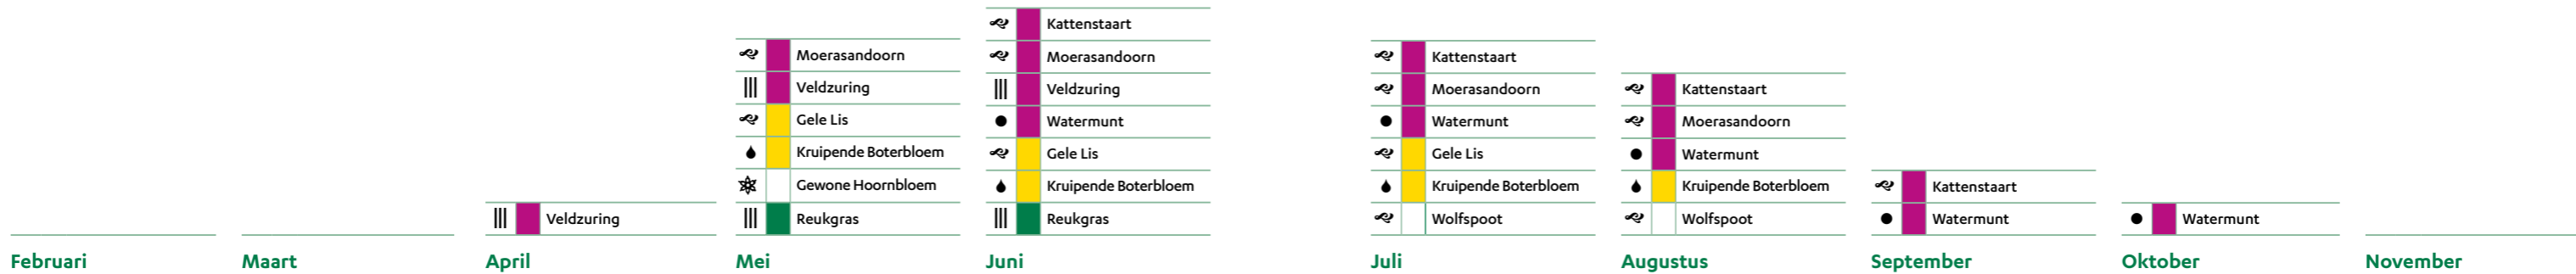 Februari
Maart
Veldzuring
April
Moerasandoorn
Veldzuring
Gele Lis
Kruipende Boterbloem
Gewone Hoornbloem
Reukgras
Mei
Kattenstaart
Moerasandoorn
Veldzuring
Watermunt
Gele Lis
Kruipende Boterbloem
Reukgras
Juni
Kattenstaart
Moerasandoorn
Watermunt
Gele Lis
Kruipende Boterbloem
Wolfspoot
Juli
Kattenstaart
Moerasandoorn
Watermunt
Kruipende Boterbloem
Wolfspoot
Augustus
Kattenstaart
Watermunt
September
Watermunt
Oktober
November